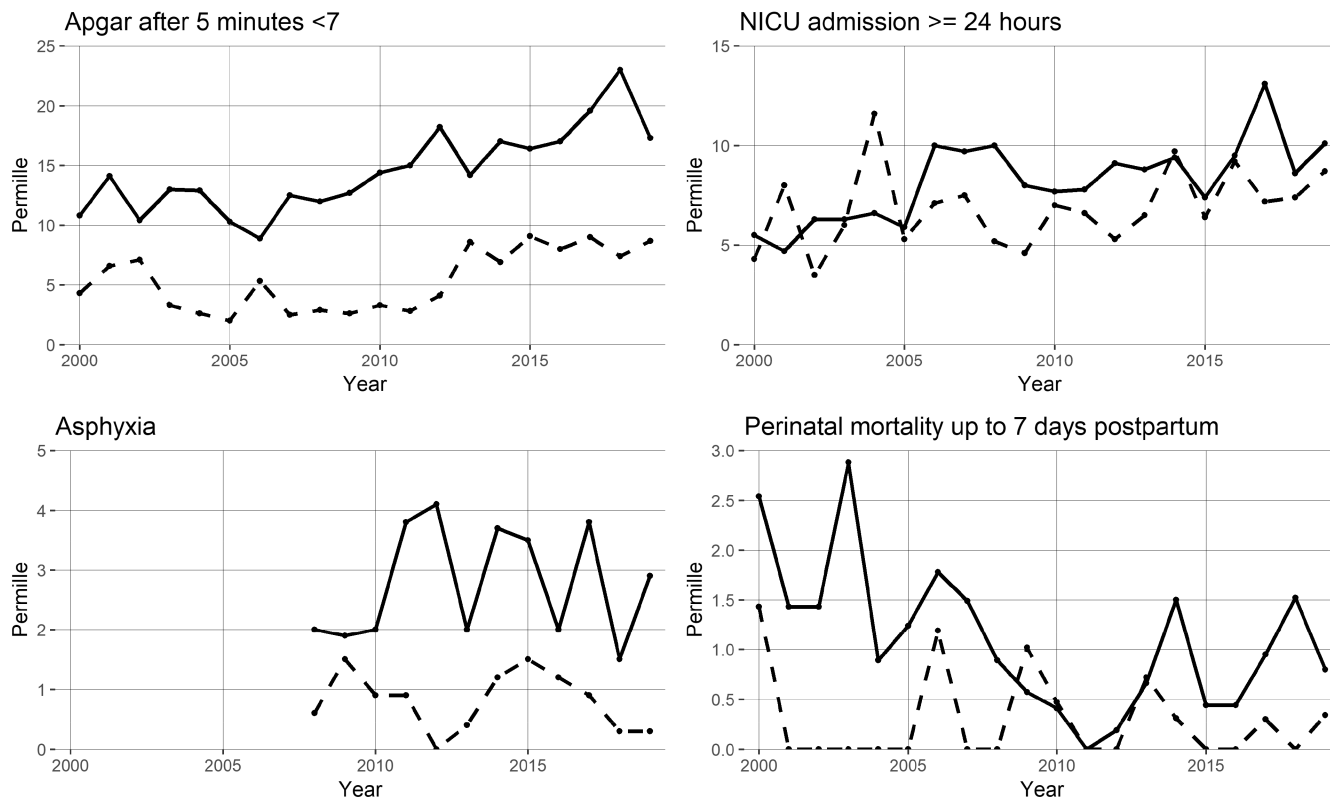 Apgar after 5 minutes <7
Permille
25
20
15
10
5
0
2000 2005 2010 2015
Year
NICU admission >= 24 hours
Permille
15
10
5
0
2000 2005 2010 2015
Year
Asphyxia
Permille
5
4
3
2
1
0
2000 2005 2010 2015
Year
Perinatal mortality up to 7 days postpartum
Permille
3.0
2.5
2.0
1.5
1.0
0.5
0.0
2000 2005 2010 2015
Year